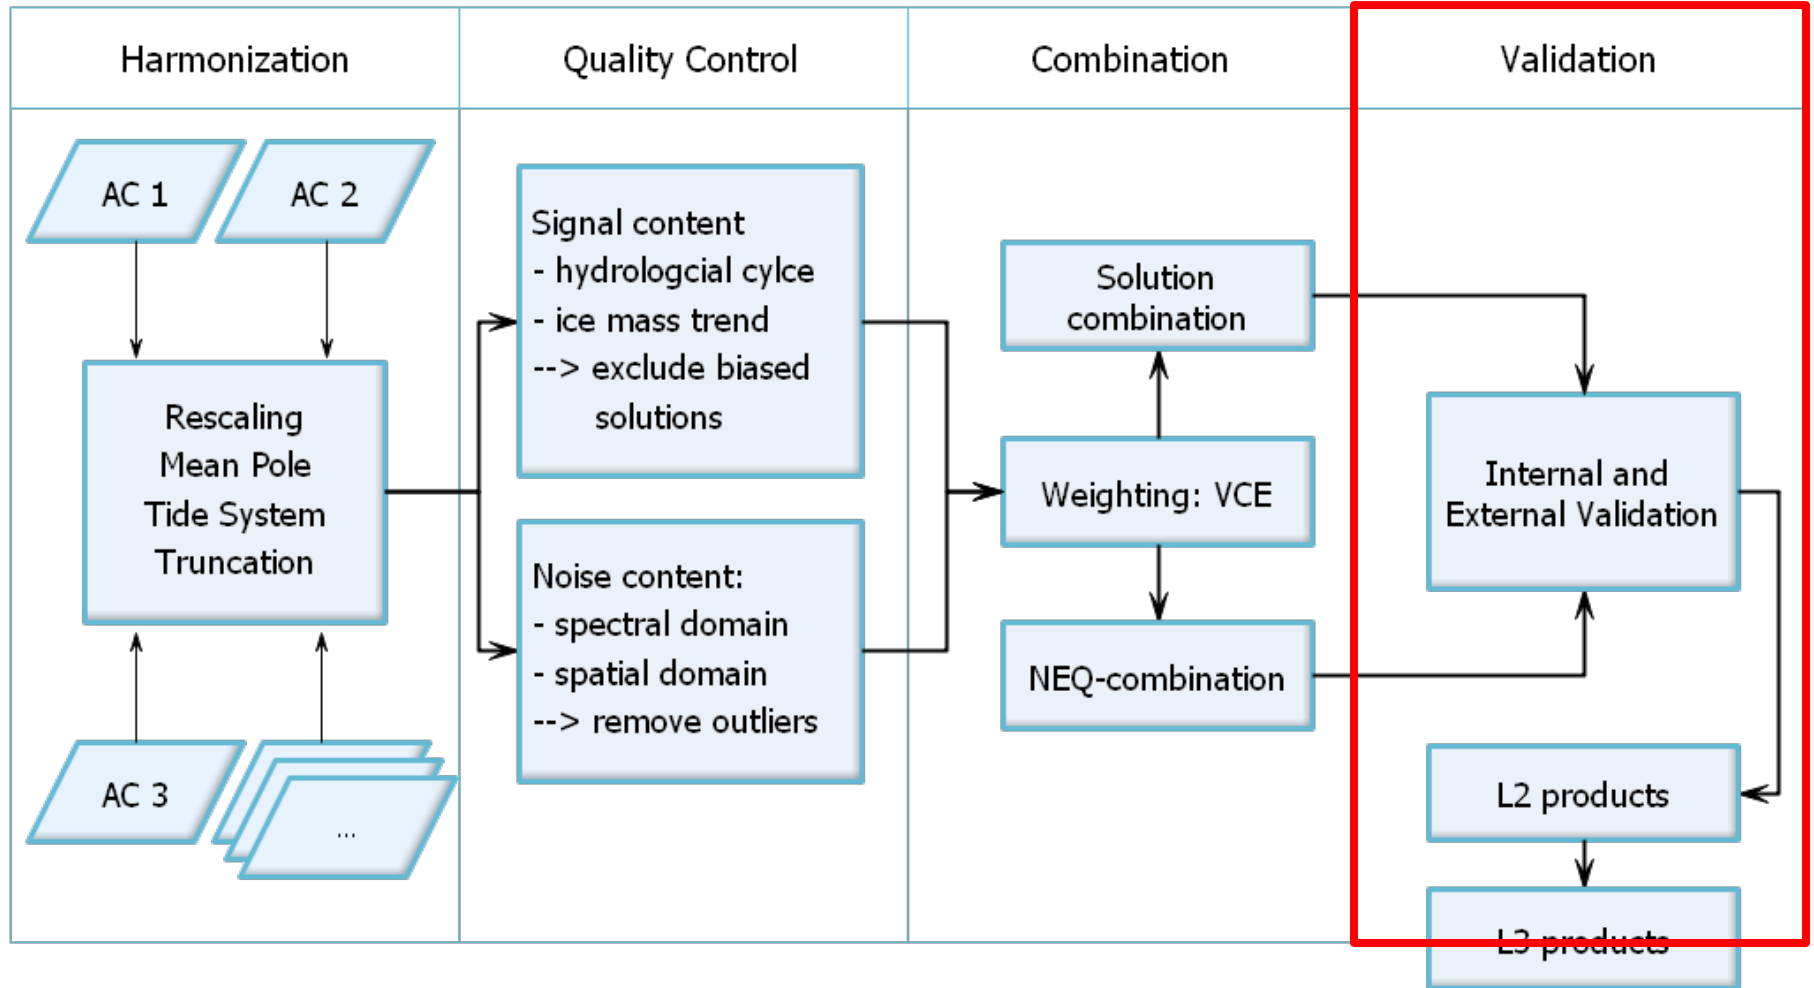 Harmonization
Quality Control
Combination
Validation
AC 1
AC 2
Rescaling
Mean Pole
Tide System
Truncation
AC 3
...
Signal content
- hydrologcial cylce
- ice mass trend
--> exclude biased
solutions
Noise content:
- spectral domain
- spatial domain
--> remove outliers
Solution
combination
Weighting: VCE
NEQ-combination
Internal and
External Validation
L2 products
L3 products